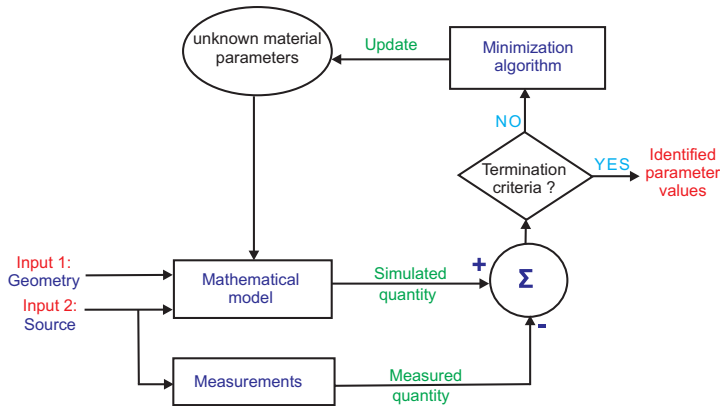 unknown material
parameters
Update
Minimization
algorithm
NO
Termination
criteria ?
YES
Identified
parameter
values
Input 1:
Geometry
Input 2:
Source
Mathematical
model
Simulated
quantity
+
Σ
-
Measurements
Measured
quantity